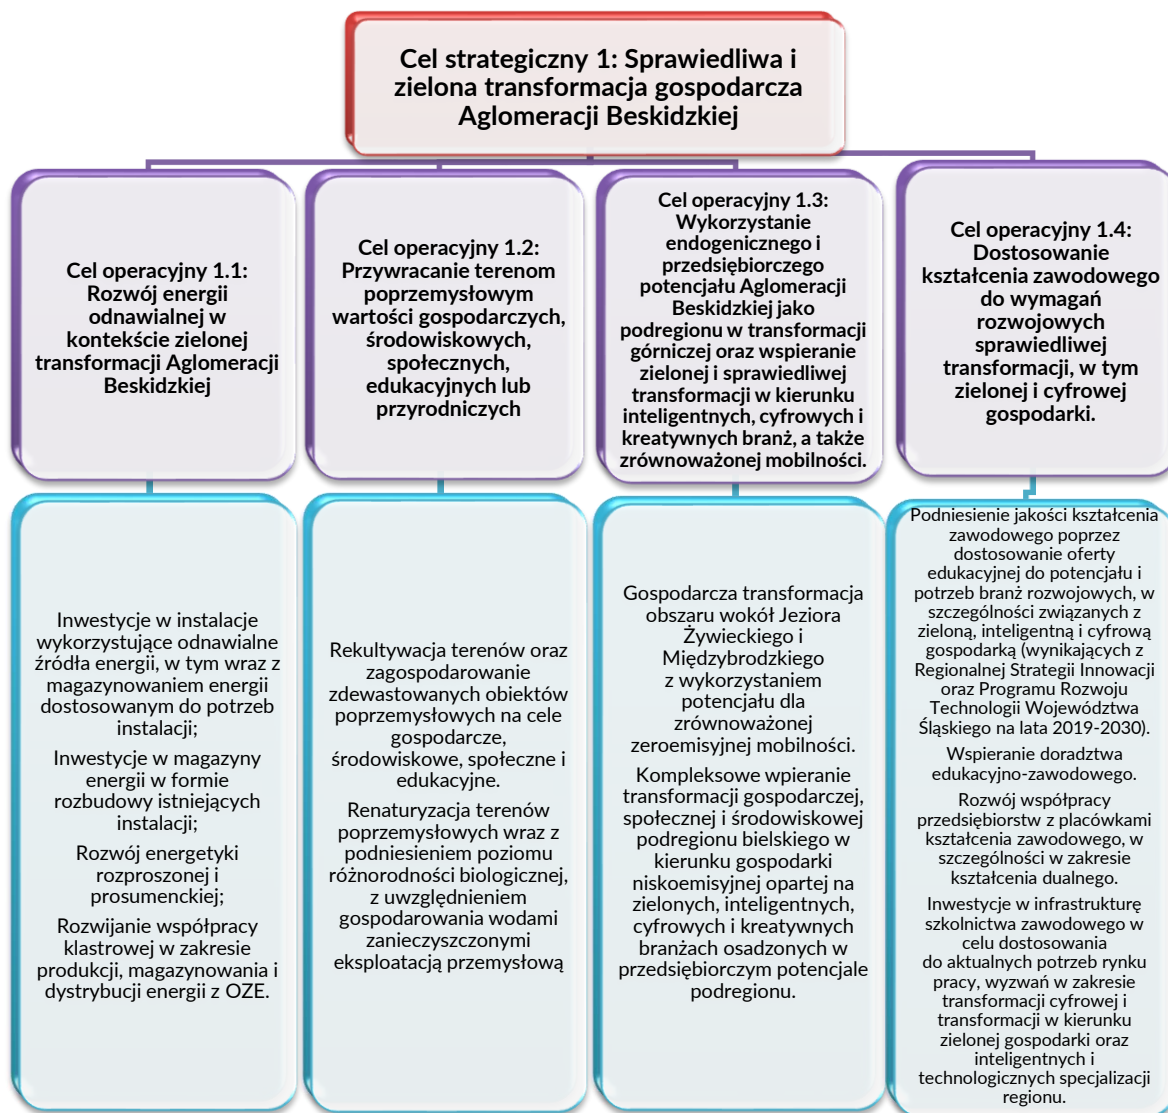 Cel strategiczny 1: Sprawiedliwa i
zielona transformacja gospodarcza
Aglomeracji Beskidzkiej
Cel operacyjny 1.1:
Rozwój energii
odnawialnej w
kontekście zielonej
transformacji Aglomeracji
Beskidzkiej
Cel operacyjny 1.2:
Przywracanie terenom
poprzemysłowym
wartości gospodarczych,
środowiskowych,
społecznych,
edukacyjnych lub
przyrodniczych
Cel operacyjny 1.3:
Wykorzystanie
endogenicznego i
przedsiębiorczego
potencjału Aglomeracji
Beskidzkiej jako
podregionu w transformacji
górniczej oraz wspieranie
zielonej i sprawiedliwej
transformacji w kierunku
inteligentnych, cyfrowych i
kreatywnych branż, a także
zrównoważonej mobilności.
Cel operacyjny 1.4:
Dostosowanie
kształcenia zawodowego
do wymagań
rozwojowych
sprawiedliwej
transformacji, w tym
zielonej i cyfrowej
gospodarki.
Inwestycje w instalacje
wykorzystujące odnawialne
źródła energii, w tym wraz z
magazynowaniem energii
dostosowanym do potrzeb
instalacji;
Inwestycje w magazyny
energii w formie
rozbudowy istniejących
instalacji;
Rozwój energetyki
rozproszonej i
prosumenckiej;
Rozwijanie współpracy
klastrowej w zakresie
produkcji, magazynowania i
dystrybucji energii z OZE.
Rekultywacja terenów oraz
zagospodarowanie
zdewastowanych obiektów
poprzemysłowych na cele
gospodarcze,
środowiskowe, społeczne i
edukacyjne.
Renaturyzacja terenów
poprzemysłowych wraz z
podniesieniem poziomu
różnorodności biologicznej,
z uwzględnieniem
gospodarowania wodami
zanieczyszczonymi
eksploatacją przemysłową
Gospodarcza transformacja
obszaru wokół Jeziora
Żywieckiego i
Międzybrodzkiego
z wykorzystaniem
potencjału dla
zrównoważonej
zeroemisyjnej mobilności.
Kompleksowe wpieranie
transformacji gospodarczej,
społecznej i środowiskowej
podregionu bielskiego w
kierunku gospodarki
niskoemisyjnej opartej na
zielonych, inteligentnych,
cyfrowych i kreatywnych
branżach osadzonych w
przedsiębiorczym potencjale
podregionu.
Podniesienie jakości kształcenia
zawodowego poprzez
dostosowanie oferty
edukacyjnej do potencjału i
potrzeb branż rozwojowych, w
szczególności związanych z
zieloną, inteligentną i cyfrową
gospodarką (wynikających z
Regionalnej Strategii Innowacji
oraz Programu Rozwoju
Technologii Województwa
Śląskiego na lata 2019-2030).
Wspieranie doradztwa
edukacyjno-zawodowego.
Rozwój współpracy
przedsiębiorstw z placówkami
kształcenia zawodowego, w
szczególności w zakresie
kształcenia dualnego.
Inwestycje w infrastrukturę
szkolnictwa zawodowego w
celu dostosowania
do aktualnych potrzeb rynku
pracy, wyzwań w zakresie
transformacji cyfrowej i
transformacji w kierunku
zielonej gospodarki oraz
inteligentnych i
technologicznych specjalizacji
regionu.